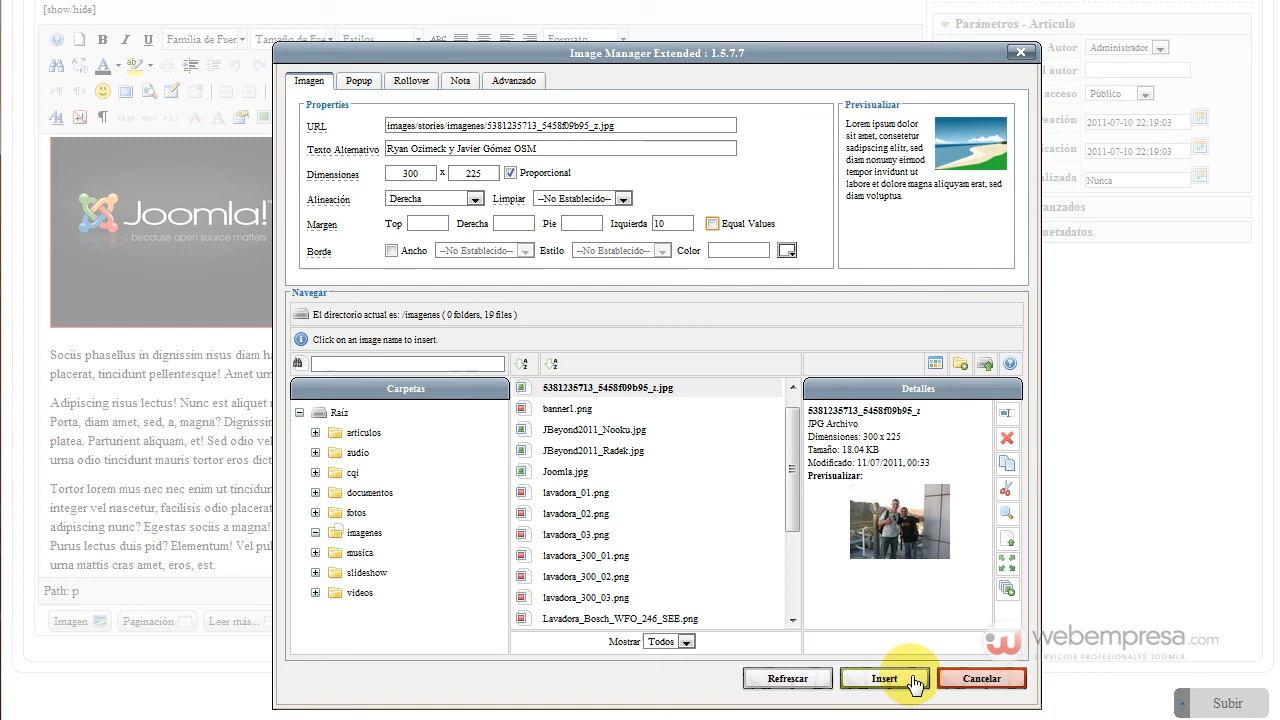 [show/hide]
Familia de Fuer
Tamaño de Fuer
Estilos
Formato
Parámetros - Artículo
Autor Administrador
l autor
acceso Público
reación 2011-07-10 22:19:03
icación 2011-07-10 22:19:03
alizada Nunca
anzados
metadatos
Joomla!
...because open source matters
Sociis phasellus in dignissim risus diam ha
placerat, tincidunt pellentesque! Amet urn
Adipiscing risus lectus! Nunc est aliquet
Porta, diam amet, sed, a, magna? Dignissim
platea. Parturient aliquam, et! Sed odio vel
urna odio tincidunt mauris tortor eros dict
Tortor lorem mus nec nec enim ut tincidunt
integer vel nascetur, facilisis odio placerat
adipiscing nunc? Egestas sociis a magna!
Purus lectus duis pid? Elementum! Vel pul
urna mattis cras amet, eros, est.
Path: p
Imagen
Paginación
Leer más...
Image Manager Extended : 1.5.7.7
Imagen Popup Rollover Nota Avanzado
Properties
URL images/stories/imagenes/5381235713_5458f09b95_z.jpg
Texto Alternativo Ryan Ozimeck y Javier Gómez OSM
Dimensiones 300 x 225 Proporcional
Alineación Derecha Limpiar --No Establecido--
Margen Top Derecha Pie Izquierda 10 Equal Values
Borde Ancho --No Establecido-- Estilo --No Establecido-- Color
Previsualizar
Lorem ipsum dolor
sit amet, consetetur
sadipscing elitr, sed
diam nonumy eirmod
tempor invidunt ut
labore et dolore magna aliquyam erat, sed
diam voluptua.
Navegar
El directorio actual es: /imagenes ( 0 folders, 19 files )
Click on an image name to insert.
Carpetas
Raíz
articulos
audio
cqi
documentos
fotos
imagenes
musica
slideshow
videos
5381235713_5458f09b95_z.jpg
banner1.png
JBeyond2011_Nooku.jpg
JBeyond2011_Radek.jpg
Joomla.jpg
lavadora_01.png
lavadora_02.png
lavadora_03.png
lavadora_300_01.png
lavadora_300_02.png
lavadora_300_03.png
Lavadora_Bosch_WFO_246_SEE.png
Mostrar Todos
Detalles
5381235713_5458f09b95_z
JPG Archivo
Dimensiones: 300 x 225
Tamaño: 18.04 KB
Modificado: 11/07/2011, 00:33
Previsualizar:
Refrescar Insert Cancelar
webempresa.com
SERVICIOS PROFESIONALES JOOMLA
Subir